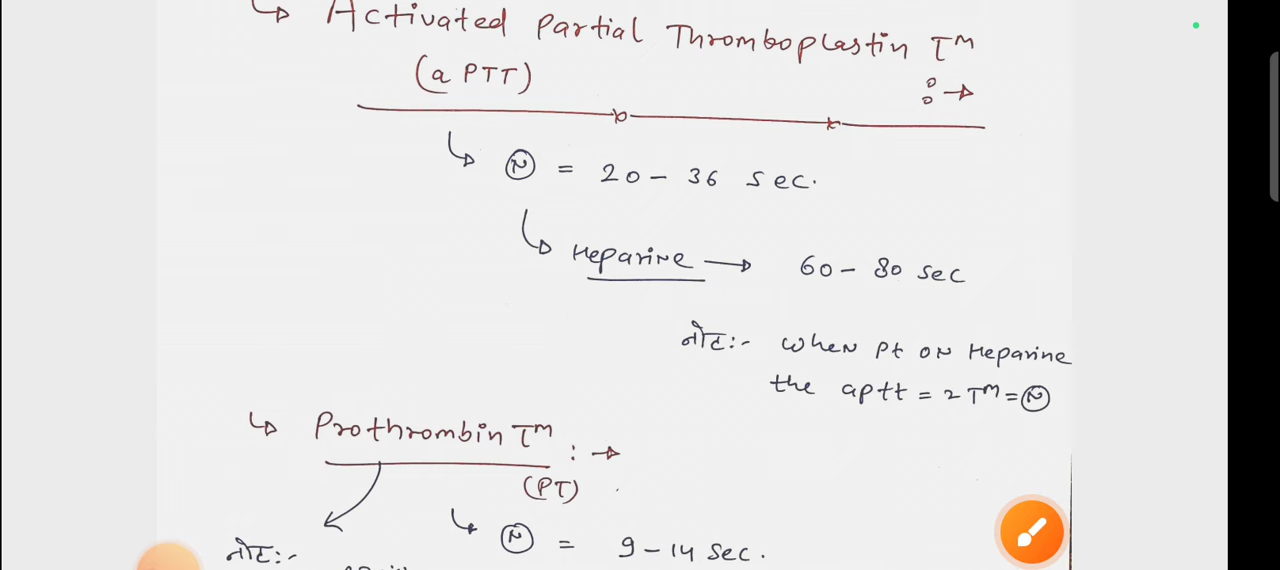 ↳ Activated Partial Thromboplastin Tᵐ
(a PTT) :→
↳ Ⓝ = 20 - 36 sec.
↳ Heparine → 60 - 80 sec
नोट:- when pt on Heparine
the aptt = 2 Tᵐ = Ⓝ
↳ Prothrombin Tᵐ :→
(PT)
↳ Ⓝ = 9 - 14 sec.
नोट:-